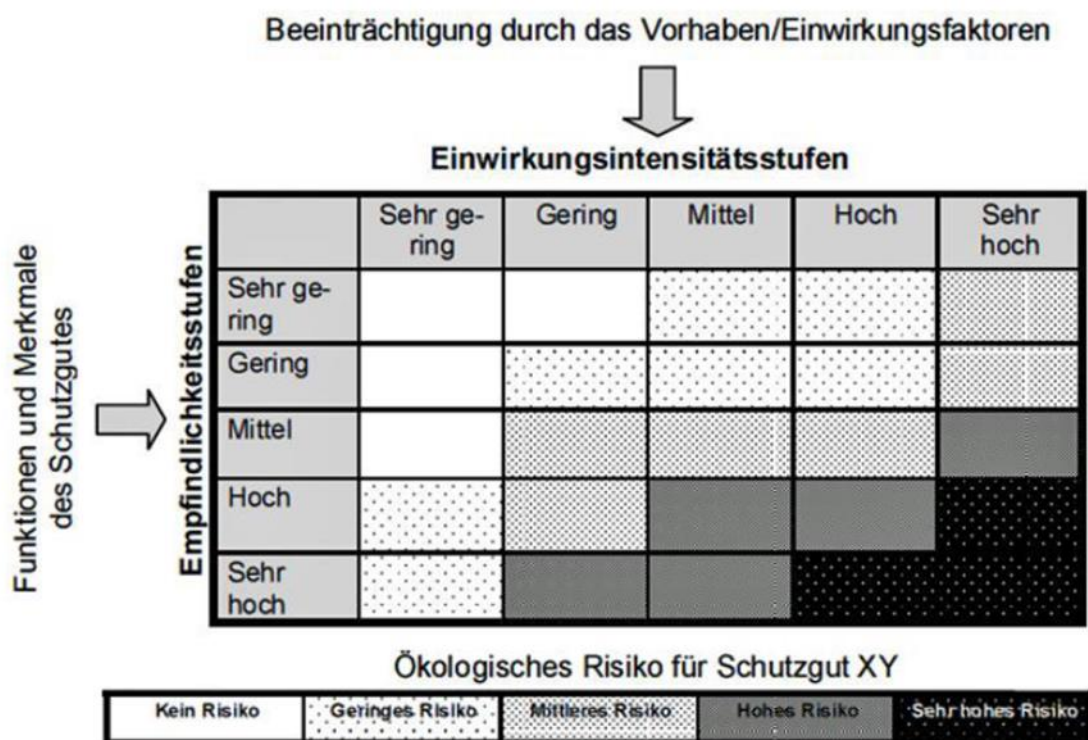 Beeinträchtigung durch das Vorhaben/Einwirkungsfaktoren
Einwirkungsintensitätsstufen
Funktionen und Merkmale
des Schutzgutes
Empfindlichkeitsstufen
Sehr ge-
ring
Gering
Mittel
Hoch
Sehr
hoch
Sehr ge-
ring
Gering
Mittel
Hoch
Sehr
hoch
Ökologisches Risiko für Schutzgut XY
Kein Risiko
Geringes Risiko
Mittleres Risiko
Hohes Risiko
Sehr hohes Risiko